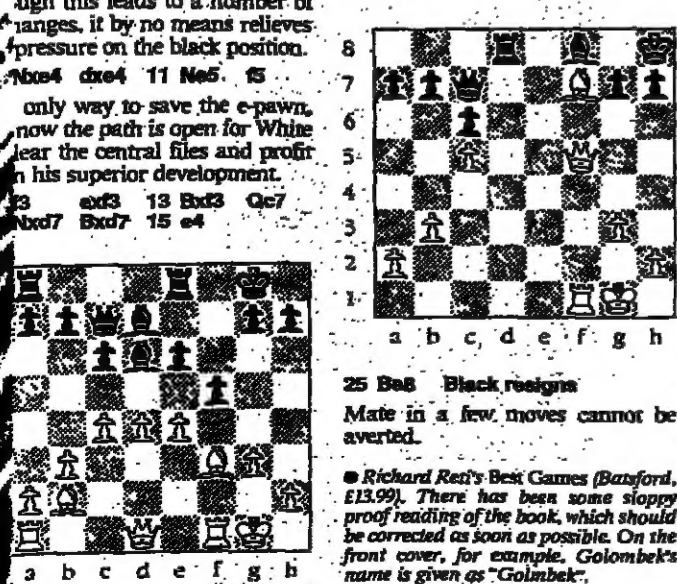 ugh this leads to a number of
anges, it by no means relieves
pressure on the black position.
Nxe4 dxe4 11 Ne5 f5
only way to save the e-pawn,
now the path is open for White
lear the central files and profit
n his superior development.
f3 exf3 13 Bxf3 Qc7
Nxd7 Bxd7 15 e4
a b c d e f g h
8
7
6
5
4
3
2
1
a b c d e f g h
25 Be8 Black resigns
Mate in a few moves cannot be
averted.
● Richard Reti's Best Games (Batsford,
£13.99). There has been some sloppy
proof reading of the book, which should
be corrected as soon as possible. On the
front cover, for example, Golombek's
name is given as "Golmbek".